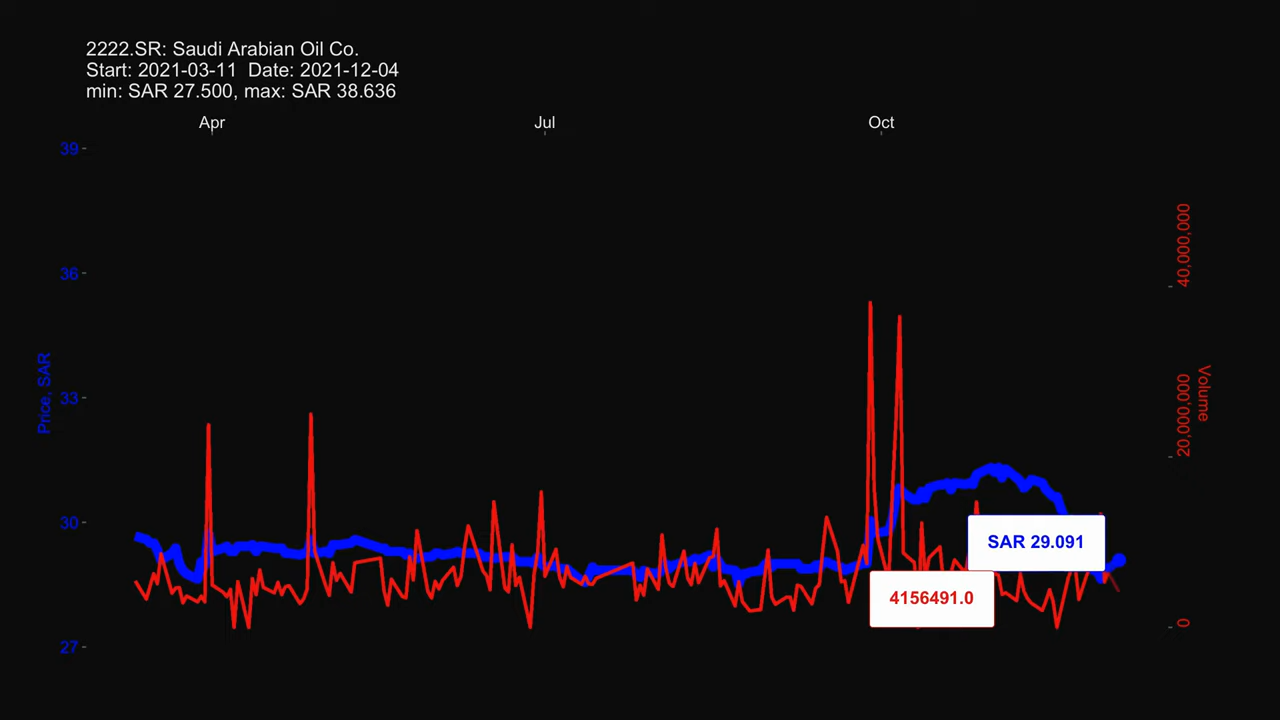 2222.SR: Saudi Arabian Oil Co.
Start: 2021-03-11  Date: 2021-12-04
min: SAR 27.500, max: SAR 38.636
Apr
Jul
Oct
39
36
33
30
27
Price, SAR
40,000,000
20,000,000
0
Volume
SAR 29.091
4156491.0